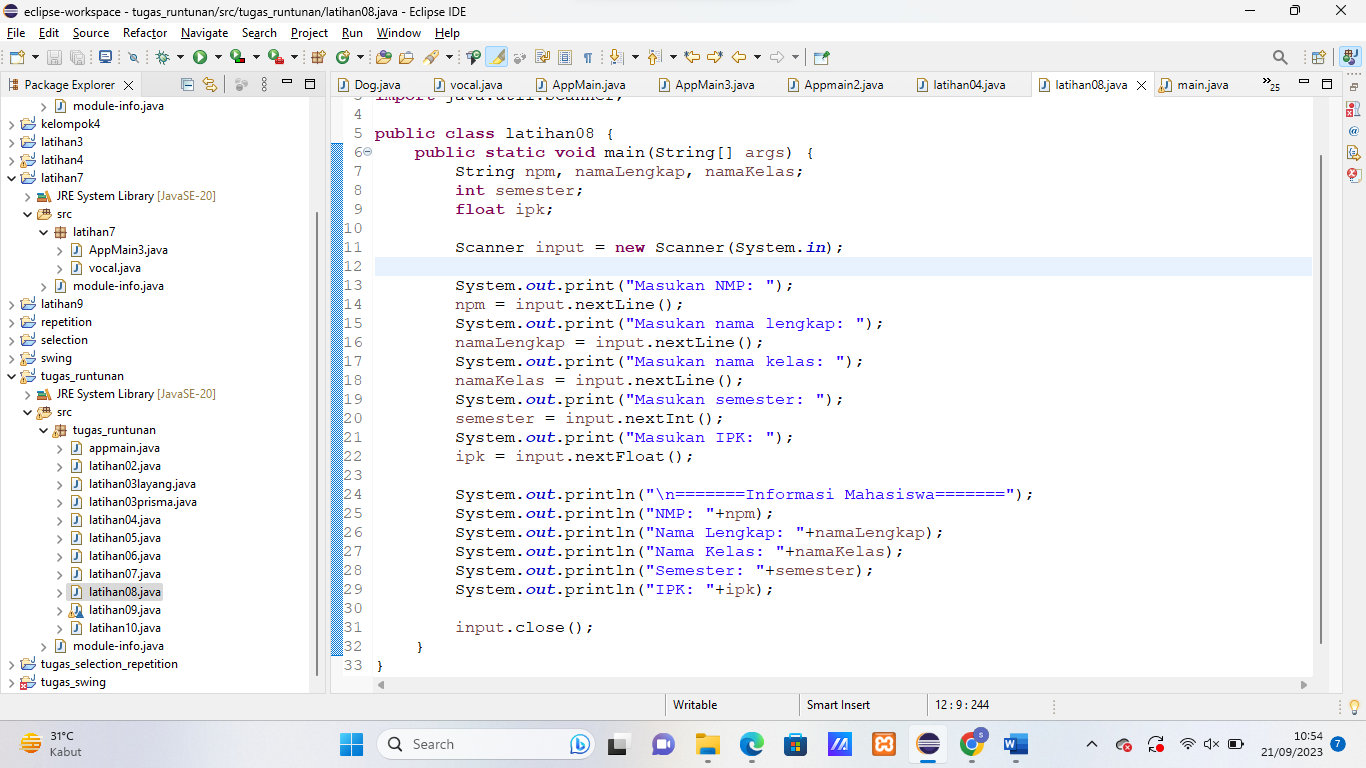 eclipse-workspace - tugas_runtunan/src/tugas_runtunan/latihan08.java - Eclipse IDE
File Edit Source Refactor Navigate Search Project Run Window Help
Package Explorer
module-info.java
kelompok4
latihan3
latihan4
latihan7
JRE System Library [JavaSE-20]
src
latihan7
AppMain3.java
vocal.java
module-info.java
latihan9
repetition
selection
swing
tugas_runtunan
JRE System Library [JavaSE-20]
src
tugas_runtunan
appmain.java
latihan02.java
latihan03layang.java
latihan03prisma.java
latihan04.java
latihan05.java
latihan06.java
latihan07.java
latihan08.java
latihan09.java
latihan10.java
module-info.java
tugas_selection_repetition
tugas_swing
Dog.java vocal.java AppMain.java AppMain3.java Appmain2.java latihan04.java latihan08.java main.java »25
3 import java.util.Scanner;
4
5 public class latihan08 {
6 public static void main(String[] args) {
7 String npm, namaLengkap, namaKelas;
8 int semester;
9 float ipk;
10
11 Scanner input = new Scanner(System.in);
12
13 System.out.print("Masukan NMP: ");
14 npm = input.nextLine();
15 System.out.print("Masukan nama lengkap: ");
16 namaLengkap = input.nextLine();
17 System.out.print("Masukan nama kelas: ");
18 namaKelas = input.nextLine();
19 System.out.print("Masukan semester: ");
20 semester = input.nextInt();
21 System.out.print("Masukan IPK: ");
22 ipk = input.nextFloat();
23
24 System.out.println("\n=======Informasi Mahasiswa=======");
25 System.out.println("NMP: "+npm);
26 System.out.println("Nama Lengkap: "+namaLengkap);
27 System.out.println("Nama Kelas: "+namaKelas);
28 System.out.println("Semester: "+semester);
29 System.out.println("IPK: "+ipk);
30
31 input.close();
32 }
33 }
Writable Smart Insert 12 : 9 : 244
31°C
Kabut
Search
S
10:54
21/09/2023
7